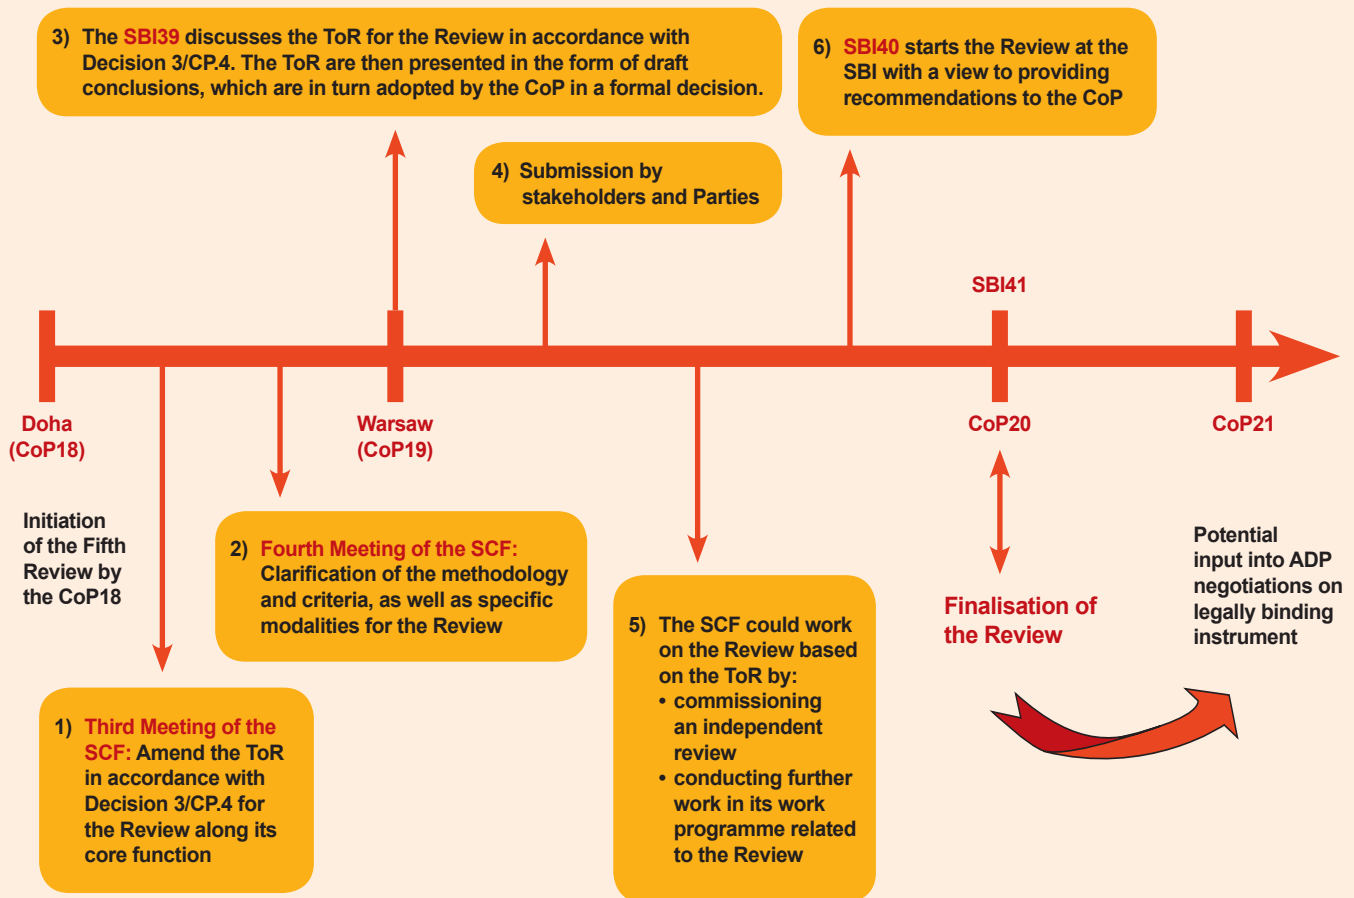 3) The SBI39 discusses the ToR for the Review in accordance with
Decision 3/CP.4. The ToR are then presented in the form of draft
conclusions, which are in turn adopted by the CoP in a formal decision.
6) SBI40 starts the Review at the
SBI with a view to providing
recommendations to the CoP
4) Submission by
stakeholders and Parties
SBI41
Doha
(CoP18)
Warsaw
(CoP19)
CoP20
CoP21
Initiation
of the Fifth
Review by
the CoP18
2) Fourth Meeting of the SCF:
Clarification of the methodology
and criteria, as well as specific
modalities for the Review
1) Third Meeting of the
SCF: Amend the ToR
in accordance with
Decision 3/CP.4 for
the Review along its
core function
5) The SCF could work
on the Review based
on the ToR by:
• commissioning
an independent
review
• conducting further
work in its work
programme related
to the Review
Finalisation of
the Review
Potential
input into ADP
negotiations on
legally binding
instrument